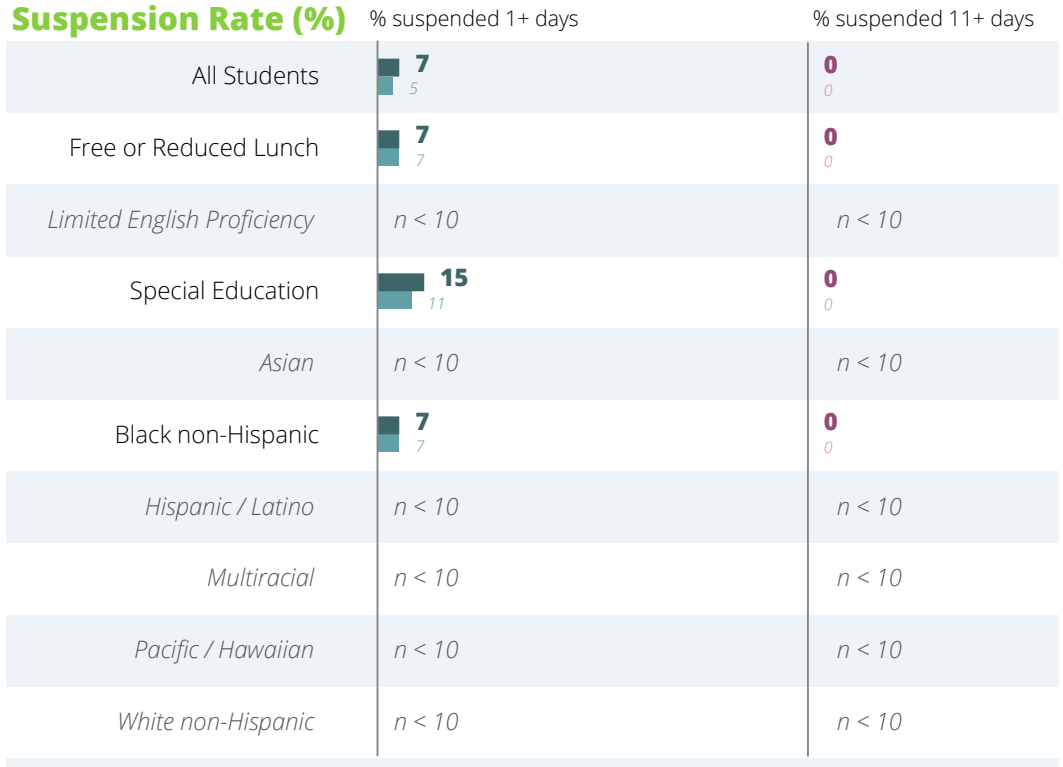 Suspension Rate (%) % suspended 1+ days % suspended 11+ days
All Students 7 0
5 0
Free or Reduced Lunch 7 0
7 0
Limited English Proficiency n < 10 n < 10
Special Education 15 0
11 0
Asian n < 10 n < 10
Black non-Hispanic 7 0
7 0
Hispanic / Latino n < 10 n < 10
Multiracial n < 10 n < 10
Pacific / Hawaiian n < 10 n < 10
White non-Hispanic n < 10 n < 10